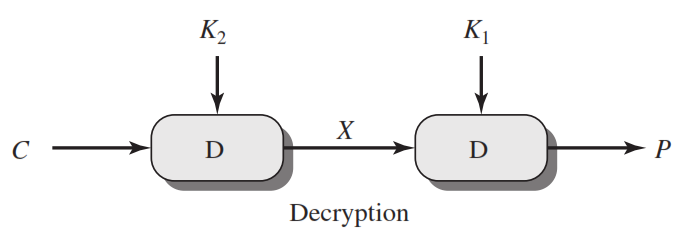 K₂ K₁
C D X D P
Decryption